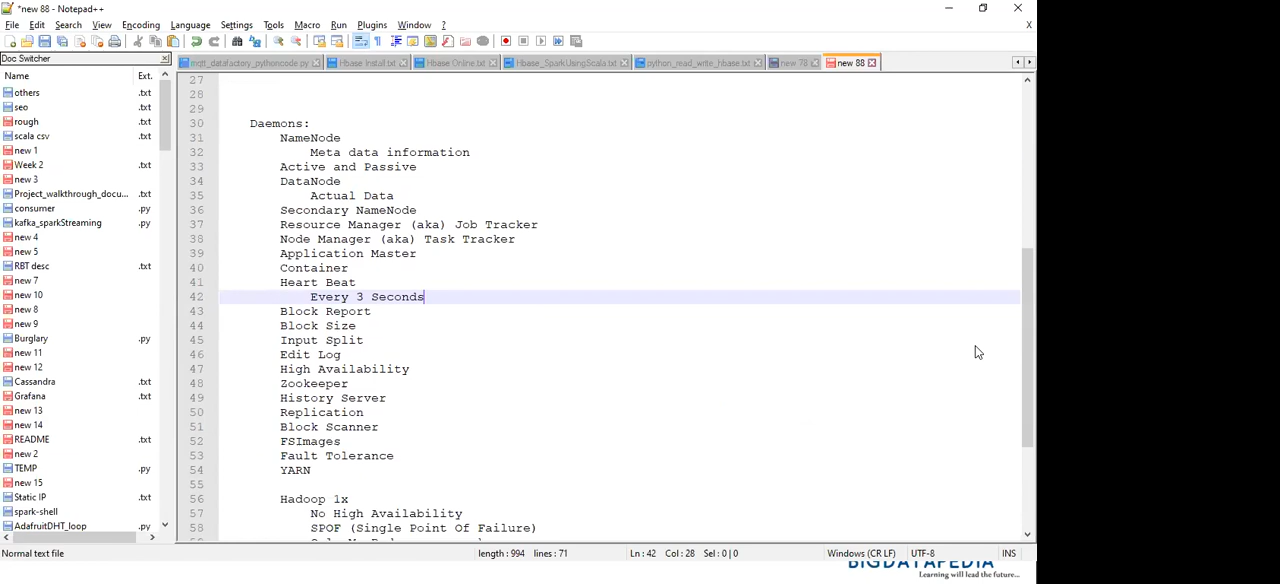 *new 88 - Notepad++
File Edit Search View Encoding Language Settings Tools Macro Run Plugins Window ? X
Doc Switcher
mqtt_datafactory_pythoncode.py Hbase Install.txt Hbase Online.txt Hbase_SparkUsingScala.txt python_read_write_hbase.txt new 78 new 88
Name Ext.
others .txt
seo .txt
rough .txt
scala csv .txt
new 1
Week 2 .txt
new 3
Project_walkthrough_docu... .txt
consumer .py
kafka_sparkStreaming .py
new 4
new 5
RBT desc .txt
new 7
new 10
new 8
new 9
Burglary .py
new 11
new 12
Cassandra .txt
Grafana .txt
new 13
new 14
README .txt
new 2
TEMP .py
new 15
Static IP .txt
spark-shell
AdafruitDHT_loop .py
27
28
29
30 Daemons:
31 NameNode
32 Meta data information
33 Active and Passive
34 DataNode
35 Actual Data
36 Secondary NameNode
37 Resource Manager (aka) Job Tracker
38 Node Manager (aka) Task Tracker
39 Application Master
40 Container
41 Heart Beat
42 Every 3 Seconds
43 Block Report
44 Block Size
45 Input Split
46 Edit Log
47 High Availability
48 Zookeeper
49 History Server
50 Replication
51 Block Scanner
52 FSImages
53 Fault Tolerance
54 YARN
55
56 Hadoop 1x
57 No High Availability
58 SPOF (Single Point Of Failure)
Normal text file length : 994 lines : 71 Ln : 42 Col : 28 Sel : 0 | 0 Windows (CR LF) UTF-8 INS
BIGDATAPEDIA
Learning will lead the future...